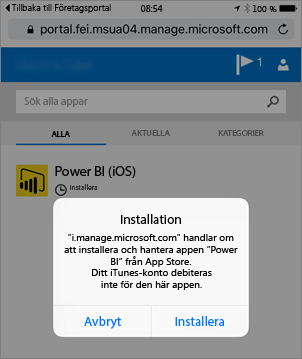 Tillbaka till Företagsportal 08:54 100 %
portal.fei.msua04.manage.microsoft.com
1
Sök alla appar
ALLA AKTUELLA KATEGORIER
Power BI (iOS)
Installera
Installation
"i.manage.microsoft.com" handlar om
att installera och hantera appen "Power
BI" från App Store.
Ditt iTunes-konto debiteras
inte för den här appen.
Avbryt Installera